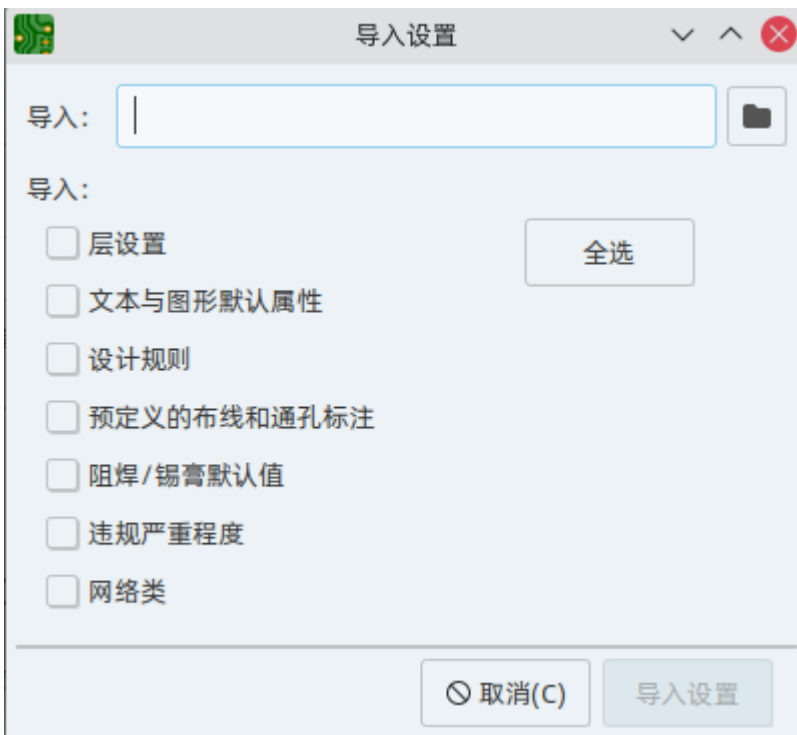 导入设置
导入:
导入:
层设置
全选
文本与图形默认属性
设计规则
预定义的布线和通孔标注
阻焊/锡膏默认值
违规严重程度
网络类
取消(C)
导入设置